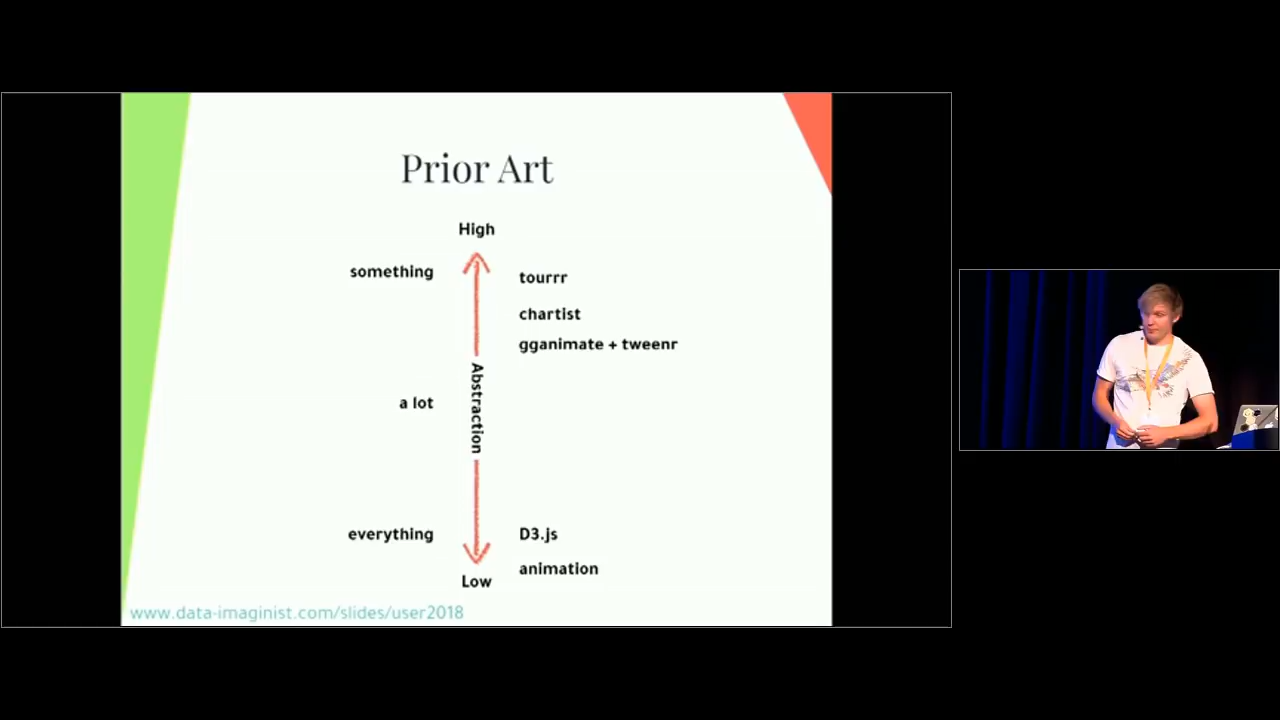 Prior Art
High
something
tourrr
chartist
gganimate + tweenr
Abstraction
a lot
everything
D3.js
animation
Low
www.data-imaginist.com/slides/user2018